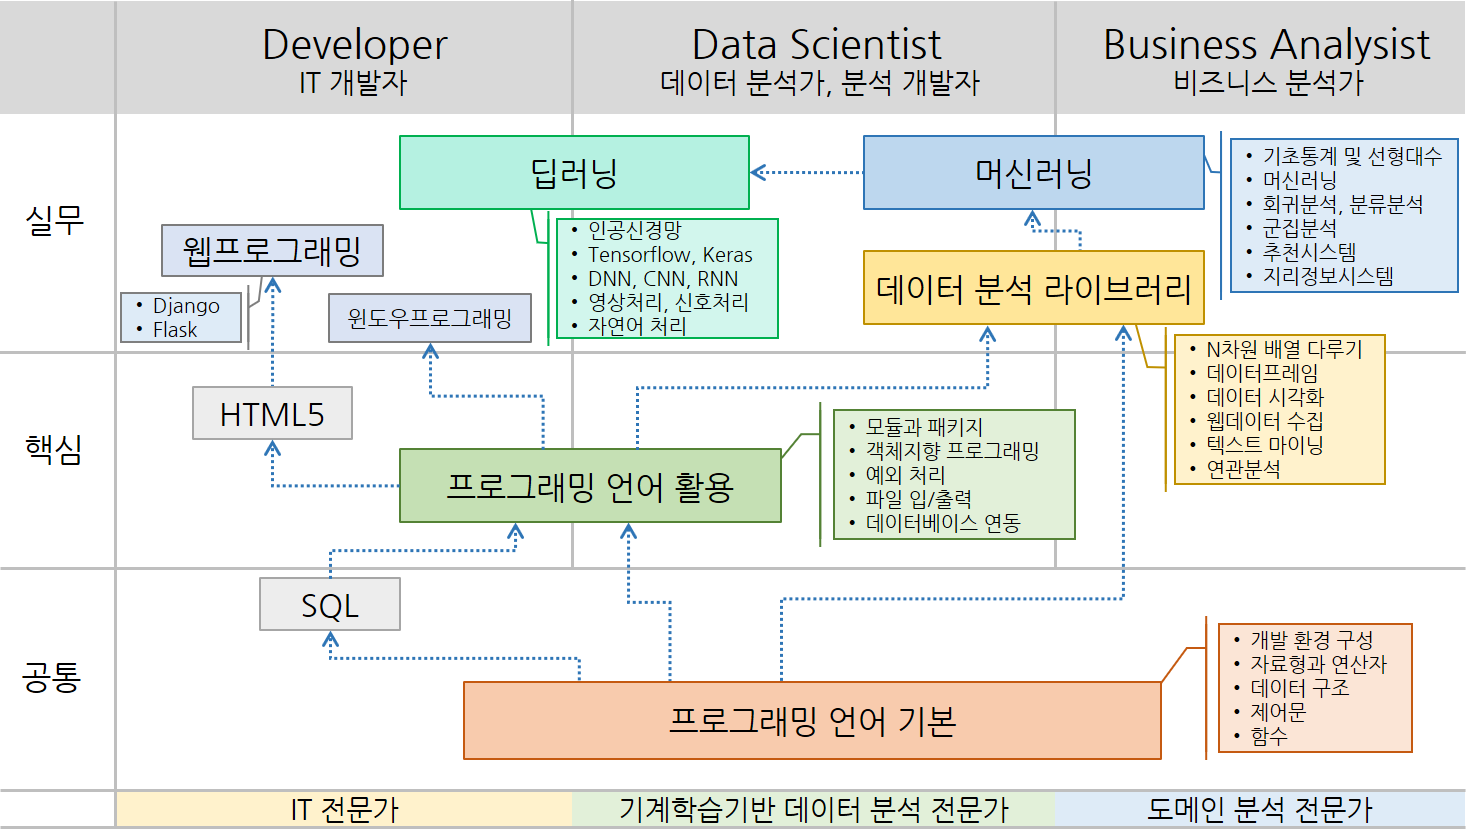 Developer
IT 개발자
Data Scientist
데이터 분석가, 분석 개발자
Business Analysist
비즈니스 분석가
실무
딥러닝
머신러닝
• 기초통계 및 선형대수
• 머신러닝
• 회귀분석, 분류분석
• 군집분석
• 추천시스템
• 지리정보시스템
웹프로그래밍
• Django
• Flask
윈도우프로그래밍
• 인공신경망
• Tensorflow, Keras
• DNN, CNN, RNN
• 영상처리, 신호처리
• 자연어 처리
데이터 분석 라이브러리
• N차원 배열 다루기
• 데이터프레임
• 데이터 시각화
• 웹데이터 수집
• 텍스트 마이닝
• 연관분석
핵심
HTML5
프로그래밍 언어 활용
• 모듈과 패키지
• 객체지향 프로그래밍
• 예외 처리
• 파일 입/출력
• 데이터베이스 연동
공통
SQL
프로그래밍 언어 기본
• 개발 환경 구성
• 자료형과 연산자
• 데이터 구조
• 제어문
• 함수
IT 전문가
기계학습기반 데이터 분석 전문가
도메인 분석 전문가